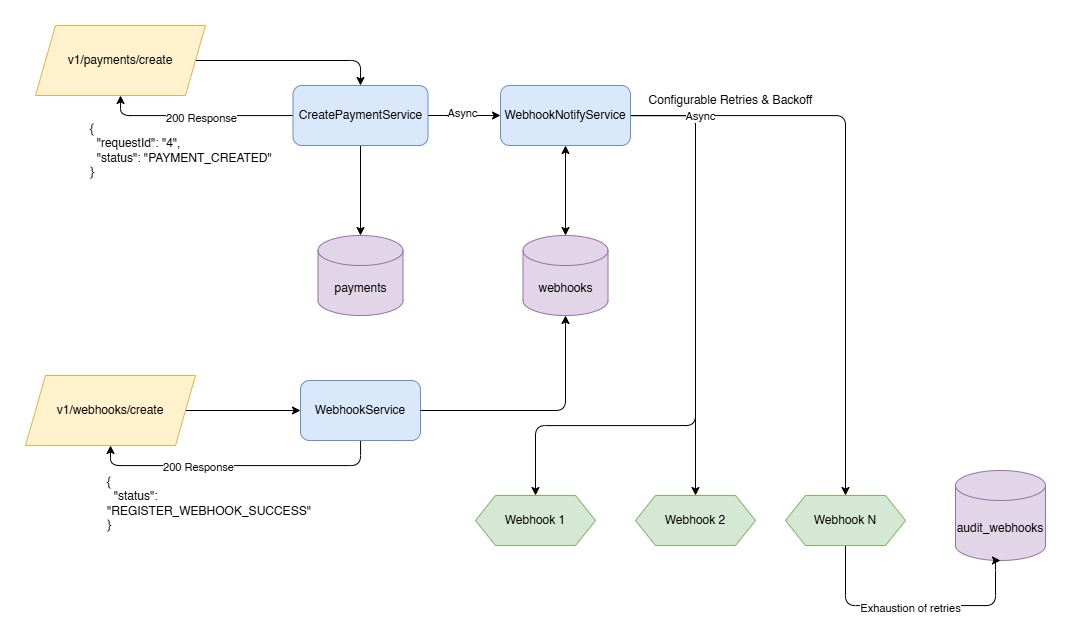 v1/payments/create
200 Response
{
"requestId": "4",
"status": "PAYMENT_CREATED"
}
CreatePaymentService
Async
WebhookNotifyService
Configurable Retries & Backoff
Async
payments
webhooks
v1/webhooks/create
WebhookService
200 Response
{
"status":
"REGISTER_WEBHOOK_SUCCESS"
}
Webhook 1
Webhook 2
Webhook N
audit_webhooks
Exhaustion of retries